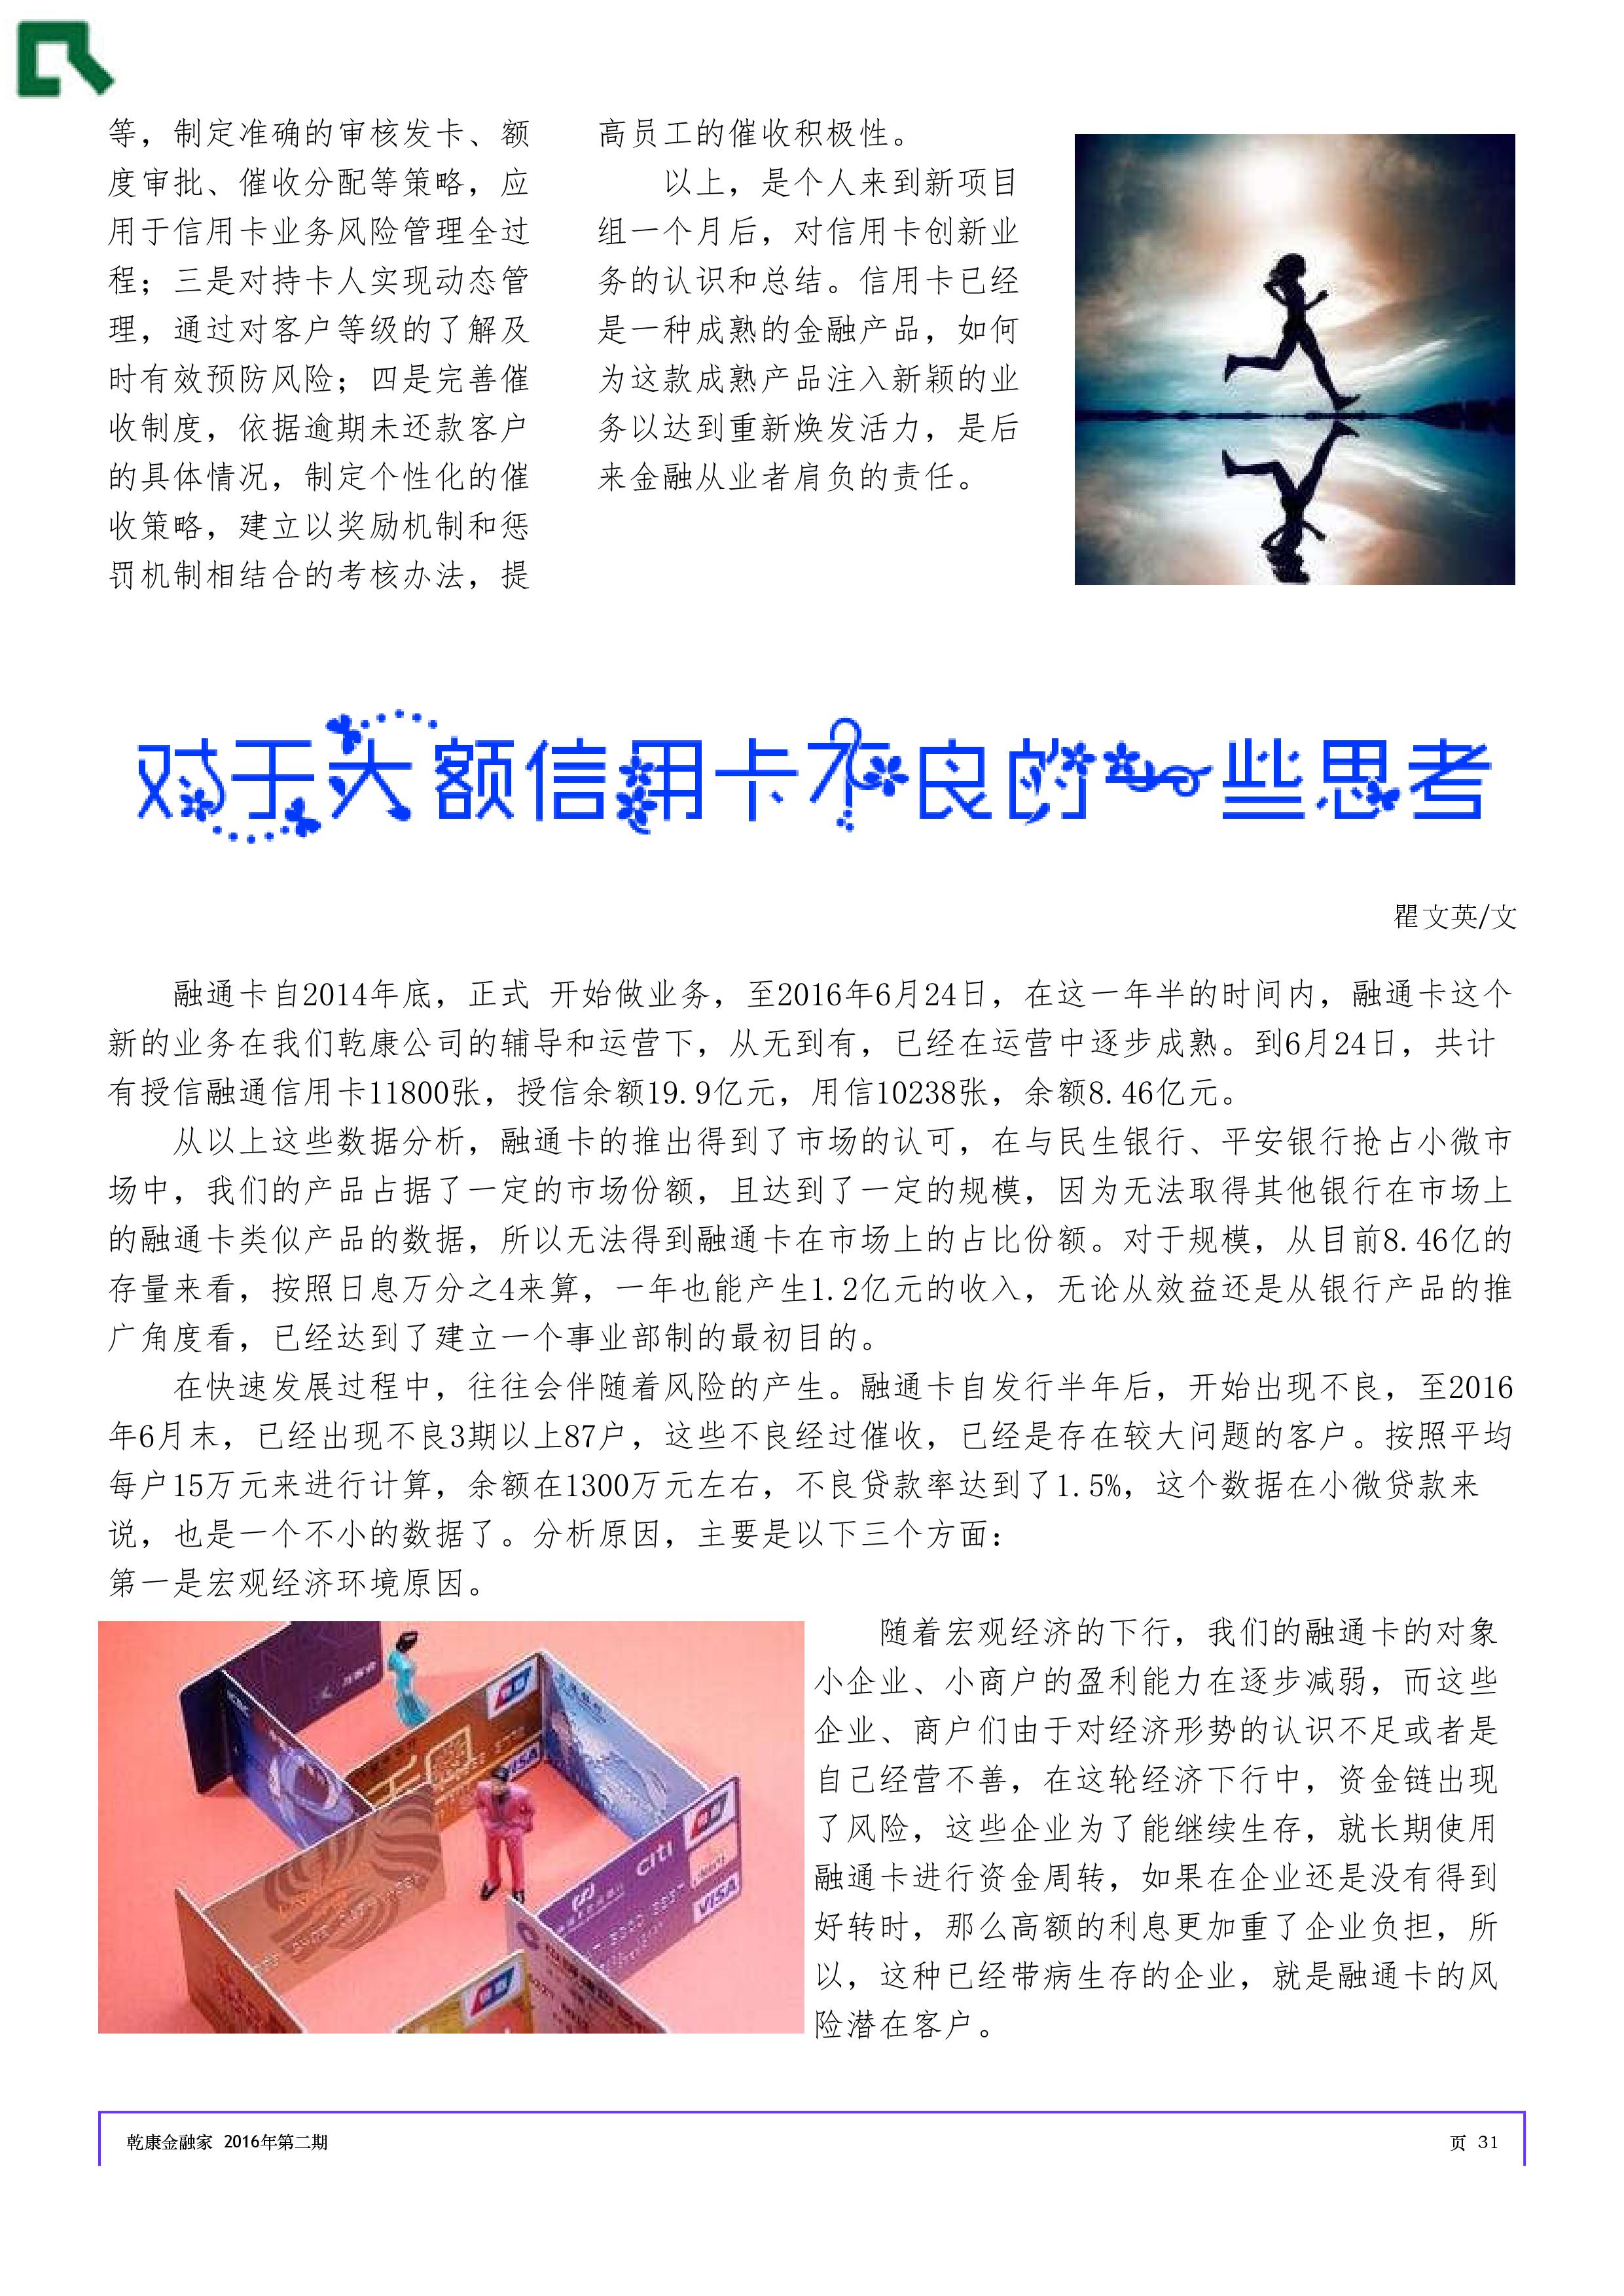 等，制定准确的审核发卡、额
度审批、催收分配等策略，应
用于信用卡业务风险管理全过
程；三是对持卡人实现动态管
理，通过对客户等级的了解及
时有效预防风险；四是完善催
收制度，依据逾期未还款客户
的具体情况，制定个性化的催
收策略，建立以奖励机制和惩
罚机制相结合的考核办法，提
高员工的催收积极性。
以上，是个人来到新项目
组一个月后，对信用卡创新业
务的认识和总结。信用卡已经
是一种成熟的金融产品，如何
为这款成熟产品注入新颖的业
务以达到重新焕发活力，是后
来金融从业者肩负的责任。
对于大额信用卡不良的一些思考
瞿文英/文
融通卡自2014年底，正式 开始做业务，至2016年6月24日，在这一年半的时间内，融通卡这个
新的业务在我们乾康公司的辅导和运营下，从无到有，已经在运营中逐步成熟。到6月24日，共计
有授信融通信用卡11800张，授信余额19.9亿元，用信10238张，余额8.46亿元。
从以上这些数据分析，融通卡的推出得到了市场的认可，在与民生银行、平安银行抢占小微市
场中，我们的产品占据了一定的市场份额，且达到了一定的规模，因为无法取得其他银行在市场上
的融通卡类似产品的数据，所以无法得到融通卡在市场上的占比份额。对于规模，从目前8.46亿的
存量来看，按照日息万分之4来算，一年也能产生1.2亿元的收入，无论从效益还是从银行产品的推
广角度看，已经达到了建立一个事业部制的最初目的。
在快速发展过程中，往往会伴随着风险的产生。融通卡自发行半年后，开始出现不良，至2016
年6月末，已经出现不良3期以上87户，这些不良经过催收，已经是存在较大问题的客户。按照平均
每户15万元来进行计算，余额在1300万元左右，不良贷款率达到了1.5%，这个数据在小微贷款来
说，也是一个不小的数据了。分析原因，主要是以下三个方面：
第一是宏观经济环境原因。
随着宏观经济的下行，我们的融通卡的对象
小企业、小商户的盈利能力在逐步减弱，而这些
企业、商户们由于对经济形势的认识不足或者是
自己经营不善，在这轮经济下行中，资金链出现
了风险，这些企业为了能继续生存，就长期使用
融通卡进行资金周转，如果在企业还是没有得到
好转时，那么高额的利息更加重了企业负担，所
以，这种已经带病生存的企业，就是融通卡的风
险潜在客户。
VISA
citi
VISA
乾康金融家 2016年第二期
页 31